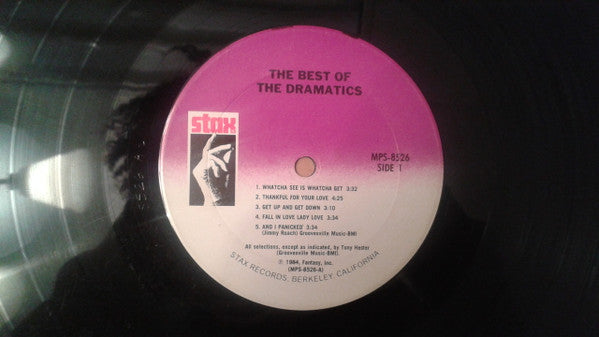 THE BEST OF
THE DRAMATICS
stax
MPS-8526
SIDE 1
1. WHATCHA SEE IS WHATCHA GET 3:32
2. THANKFUL FOR YOUR LOVE 4:25
3. GET UP AND GET DOWN 3:10
4. FALL IN LOVE LADY LOVE 3:34
5. AND I PANICKED 3:34
(Jimmy Roach) Groovesville Music-BMI
All selections, except as indicated, by Tony Hester
(Groovesville Music-BMI).
℗ 1984, Fantasy, Inc.
(MPS-8526-A)
STAX RECORDS, BERKELEY, CALIFORNIA